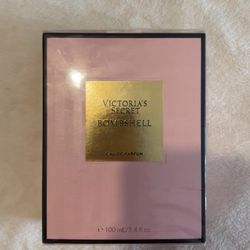 VICTORIA'S
SECRET
BOMBSHELL
EAU DE PARFUM
e 100 mL/3.4 fl oz